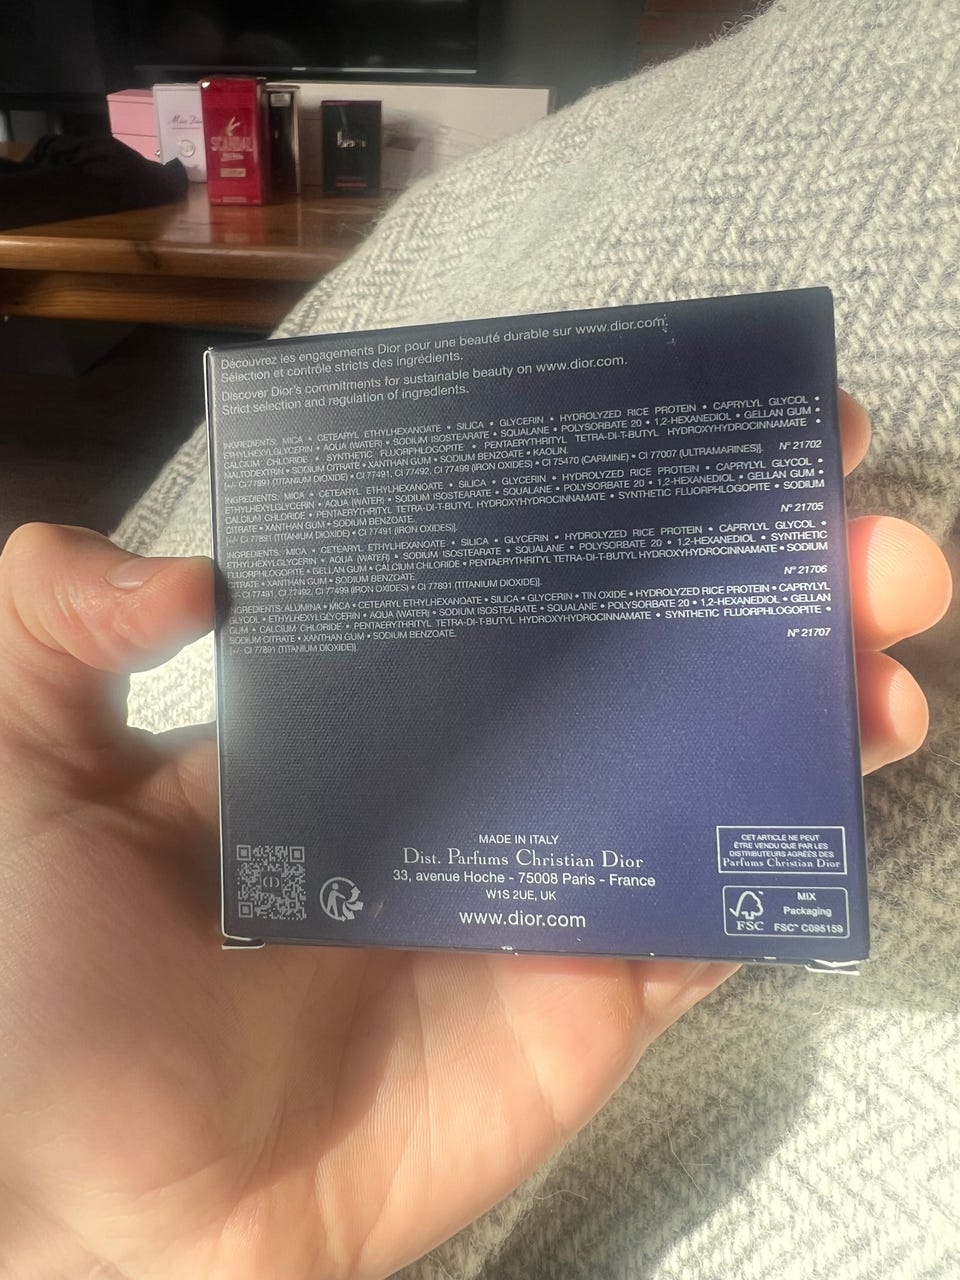 Miss Dior
SCANDAL
Découvrez les engagements Dior pour une beauté durable sur www.dior.com.
Sélection et contrôle stricts des ingrédients.
Discover Dior's commitments for sustainable beauty on www.dior.com.
Strict selection and regulation of ingredients.
INGREDIENTS: MICA • CETEARYL ETHYLHEXANOATE • SILICA • GLYCERIN • HYDROLYZED RICE PROTEIN • CAPRYLYL GLYCOL •
ETHYLHEXYLGLYCERIN • AQUA (WATER) • SODIUM ISOSTEARATE • SQUALANE • POLYSORBATE 20 • 1,2-HEXANEDIOL • GELLAN GUM •
CALCIUM CHLORIDE • SYNTHETIC FLUORPHLOGOPITE • PENTAERYTHRITYL TETRA-DI-T-BUTYL HYDROXYHYDROCINNAMATE •
MALTODEXTRIN • SODIUM CITRATE • XANTHAN GUM • SODIUM BENZOATE • KAOLIN.
[+/- CI 77891 (TITANIUM DIOXIDE) • CI 77491, CI 77492, CI 77499 (IRON OXIDES) • CI 75470 (CARMINE) • CI 77007 (ULTRAMARINES)]. N° 21702
INGREDIENTS: MICA • CETEARYL ETHYLHEXANOATE • SILICA • GLYCERIN • HYDROLYZED RICE PROTEIN • CAPRYLYL GLYCOL •
ETHYLHEXYLGLYCERIN • AQUA (WATER) • SODIUM ISOSTEARATE • SQUALANE • POLYSORBATE 20 • 1,2-HEXANEDIOL • GELLAN GUM •
CALCIUM CHLORIDE • PENTAERYTHRITYL TETRA-DI-T-BUTYL HYDROXYHYDROCINNAMATE • SYNTHETIC FLUORPHLOGOPITE • SODIUM
CITRATE • XANTHAN GUM • SODIUM BENZOATE.
[+/- CI 77891 (TITANIUM DIOXIDE) • CI 77491 (IRON OXIDES)]. N° 21705
INGREDIENTS: MICA • CETEARYL ETHYLHEXANOATE • SILICA • GLYCERIN • HYDROLYZED RICE PROTEIN • CAPRYLYL GLYCOL •
ETHYLHEXYLGLYCERIN • AQUA (WATER) • SODIUM ISOSTEARATE • SQUALANE • POLYSORBATE 20 • 1,2-HEXANEDIOL • SYNTHETIC
FLUORPHLOGOPITE • GELLAN GUM • CALCIUM CHLORIDE • PENTAERYTHRITYL TETRA-DI-T-BUTYL HYDROXYHYDROCINNAMATE • SODIUM
CITRATE • XANTHAN GUM • SODIUM BENZOATE.
[+/- CI 77491, CI 77492, CI 77499 (IRON OXIDES) • CI 77891 (TITANIUM DIOXIDE)]. N° 21706
INGREDIENTS: ALUMINA • MICA • CETEARYL ETHYLHEXANOATE • SILICA • GLYCERIN • TIN OXIDE • HYDROLYZED RICE PROTEIN • CAPRYLYL
GLYCOL • ETHYLHEXYLGLYCERIN • AQUA (WATER) • SODIUM ISOSTEARATE • SQUALANE • POLYSORBATE 20 • 1,2-HEXANEDIOL • GELLAN
GUM • CALCIUM CHLORIDE • PENTAERYTHRITYL TETRA-DI-T-BUTYL HYDROXYHYDROCINNAMATE • SYNTHETIC FLUORPHLOGOPITE •
SODIUM CITRATE • XANTHAN GUM • SODIUM BENZOATE.
[+/- CI 77891 (TITANIUM DIOXIDE)]. N° 21707
MADE IN ITALY
Dist. Parfums Christian Dior
33, avenue Hoche - 75008 Paris - France
W1S 2UE, UK
www.dior.com
CET ARTICLE NE PEUT
ÊTRE VENDU QUE PAR LES
DISTRIBUTEURS AGRÉÉS DES
Parfums Christian Dior
FSC
MIX
Packaging
FSC™ C095159